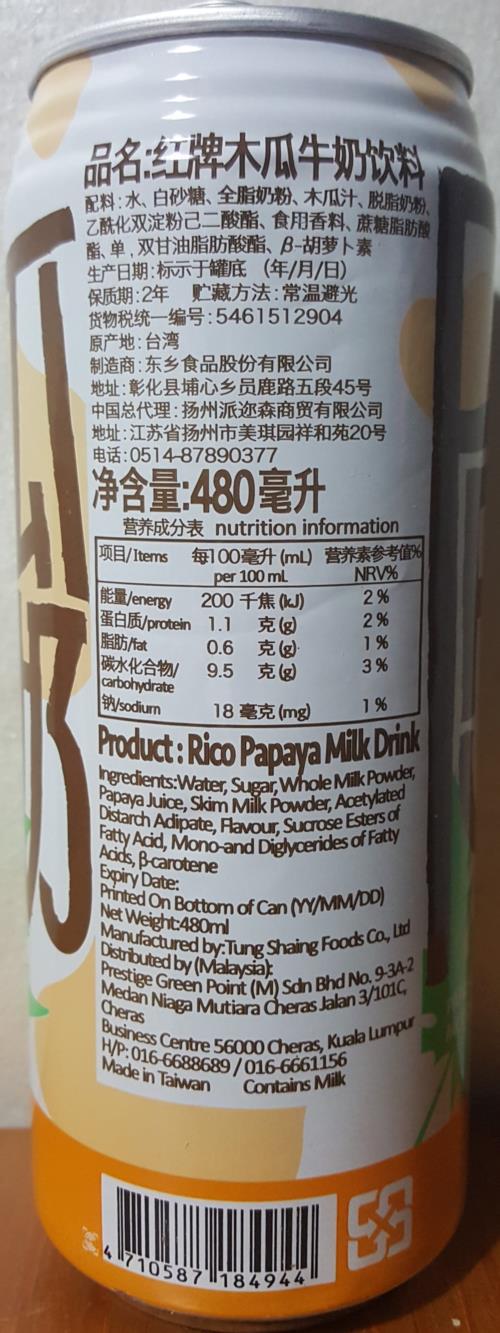 品名:红牌木瓜牛奶饮料
配料:水、白砂糖、全脂奶粉、木瓜汁、脱脂奶粉、
乙酰化双淀粉己二酸酯、食用香料、蔗糖脂肪酸
酯、单,双甘油脂肪酸酯、β-胡萝卜素
生产日期:标示于罐底 (年/月/日)
保质期:2年 贮藏方法:常温避光
货物税统一编号:5461512904
原产地:台湾
制造商:东乡食品股份有限公司
地址:彰化县埔心乡员鹿路五段45号
中国总代理:扬州派迩森商贸有限公司
地址:江苏省扬州市美琪园祥和苑20号
电话:0514-87890377
净含量:480毫升
营养成分表 nutrition information
项目/Items 每100毫升(mL) 营养素参考值%
per 100 mL NRV%
能量/energy 200 千焦(kJ) 2%
蛋白质/protein 1.1 克(g) 2%
脂肪/fat 0.6 克(g) 1%
碳水化合物/ 9.5 克(g) 3%
carbohydrate
钠/sodium 18 毫克(mg) 1%
Product : Rico Papaya Milk Drink
Ingredients:Water, Sugar, Whole Milk Powder,
Papaya Juice, Skim Milk Powder, Acetylated
Distarch Adipate, Flavour, Sucrose Esters of
Fatty Acid, Mono-and Diglycerides of Fatty
Acids, β-carotene
Expiry Date:
Printed On Bottom of Can (YY/MM/DD)
Net Weight:480ml
Manufactured by:Tung Shaing Foods Co., Ltd
Distributed by (Malaysia):
Prestige Green Point (M) Sdn Bhd No. 9-3A-2
Medan Niaga Mutiara Cheras Jalan 3/101C,
Cheras
Business Centre 56000 Cheras, Kuala Lumpur
H/P: 016-6688689 / 016-6661156
Made in Taiwan Contains Milk
4 710587 184944